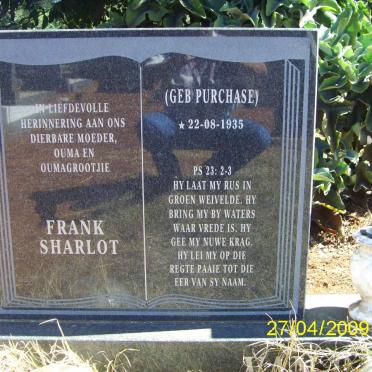 IN LIEFDEVOLLE
HERINNERING AAN ONS
DIERBARE MOEDER,
OUMA EN
OUMAGROOTJIE
FRANK
SHARLOT
(GEB PURCHASE)
★ 22-08-1935
PS 23: 2-3
HY LAAT MY RUS IN
GROEN WEIVELDE. HY
BRING MY BY WATERS
WAAR VREDE IS. HY
GEE MY NUWE KRAG.
HY LEI MY OP DIE
REGTE PAAIE TOT DIE
EER VAN SY NAAM.
27/04/2009